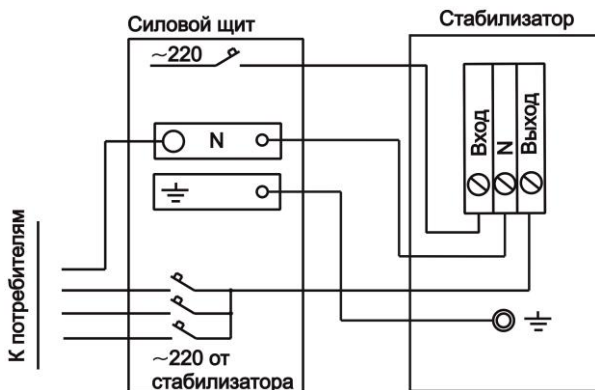 Силовой щит
Стабилизатор
~220
N
Вход
N
Выход
К потребителям
~220 от
стабилизатора